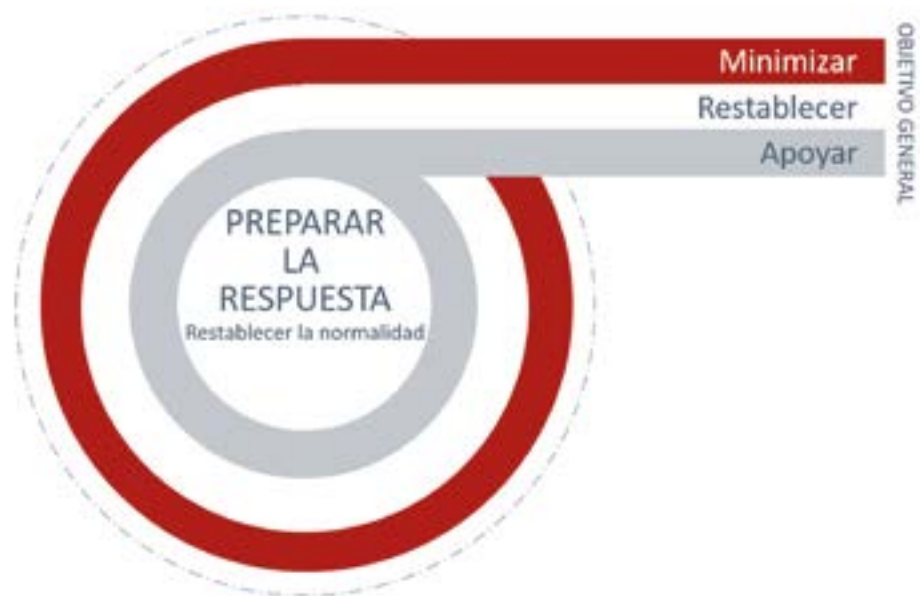 Minimizar
Restablecer
Apoyar
OBJETIVO GENERAL
PREPARAR
LA
RESPUESTA
Restablecer la normalidad